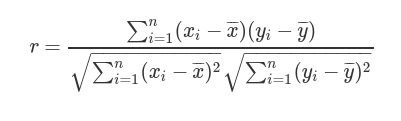 r = \frac{\sum_{i=1}^{n}(x_i - \overline{x})(y_i - \overline{y})}{\sqrt{\sum_{i=1}^{n}(x_i - \overline{x})^2}\sqrt{\sum_{i=1}^{n}(y_i - \overline{y})^2}}